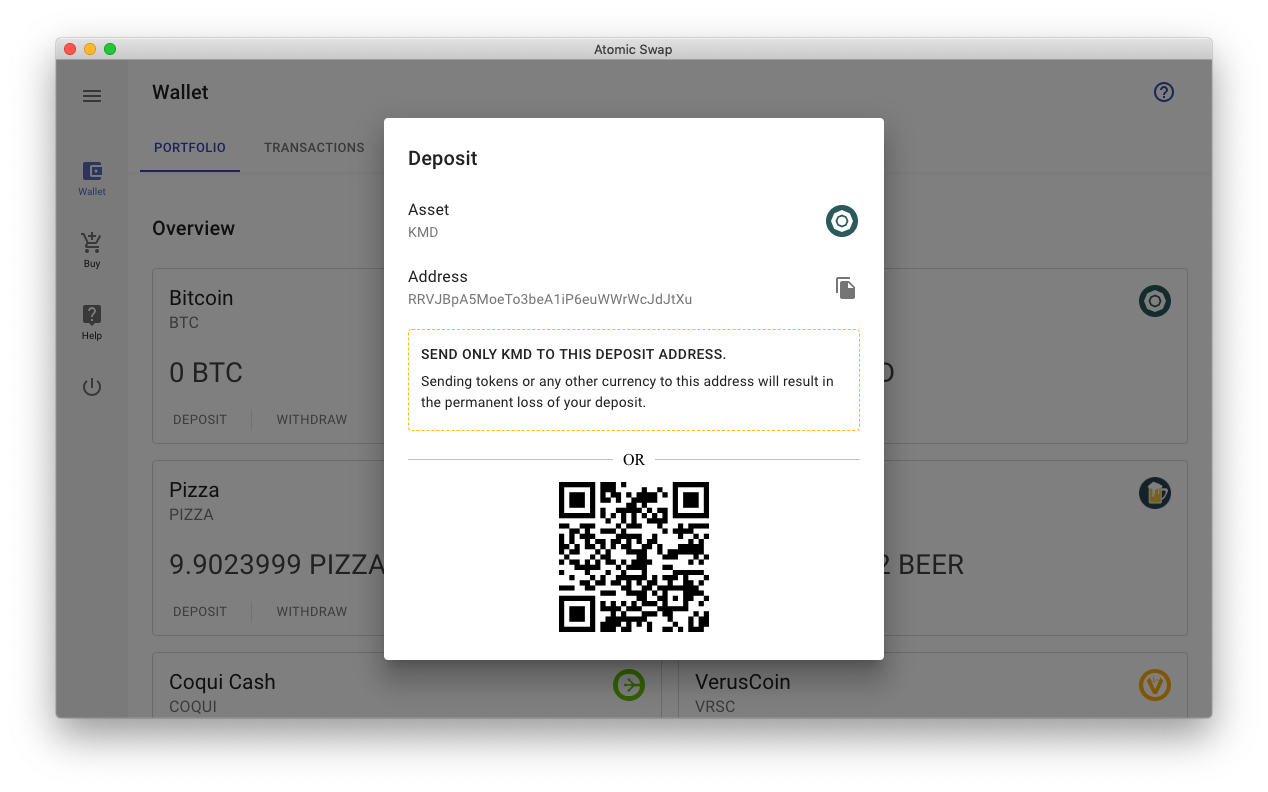 Atomic Swap
Wallet
PORTFOLIO
TRANSACTIONS
Wallet
Buy
Help
Overview
Bitcoin
BTC
0 BTC
DEPOSIT
WITHDRAW
Pizza
PIZZA
9.9023999 PIZZA
DEPOSIT
WITHDRAW
2 BEER
Coqui Cash
COQUI
VerusCoin
VRSC
Deposit
Asset
KMD
Address
RRVJBpA5MoeTo3beA1iP6euWWrWcJdJtXu
SEND ONLY KMD TO THIS DEPOSIT ADDRESS.
Sending tokens or any other currency to this address will result in
the permanent loss of your deposit.
OR